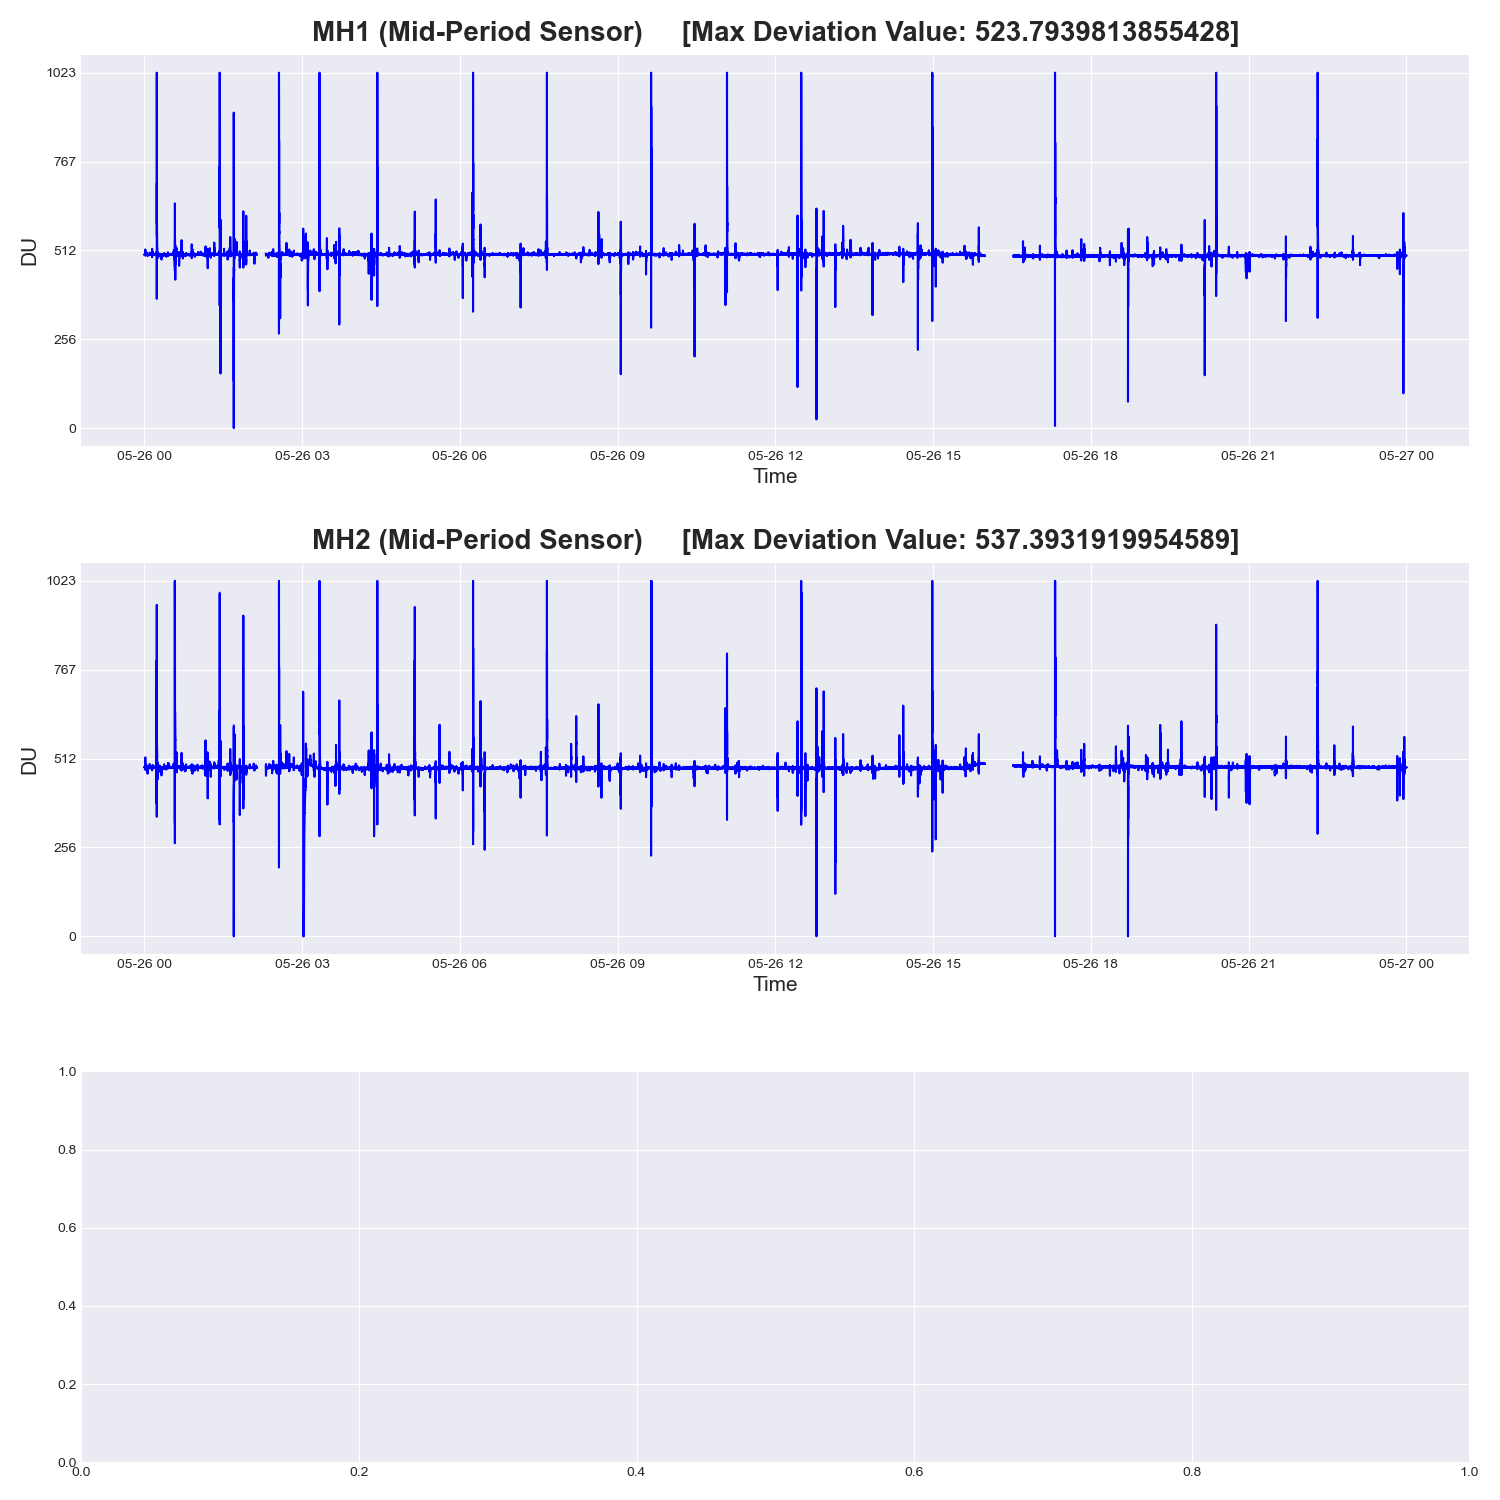 MH1 (Mid-Period Sensor) [Max Deviation Value: 523.7939813855428]
1023
767
512
256
0
DU
05-26 00 05-26 03 05-26 06 05-26 09 05-26 12 05-26 15 05-26 18 05-26 21 05-27 00
Time
MH2 (Mid-Period Sensor) [Max Deviation Value: 537.3931919954589]
1023
767
512
256
0
DU
05-26 00 05-26 03 05-26 06 05-26 09 05-26 12 05-26 15 05-26 18 05-26 21 05-27 00
Time
1.0
0.8
0.6
0.4
0.2
0.0
0.0 0.2 0.4 0.6 0.8 1.0